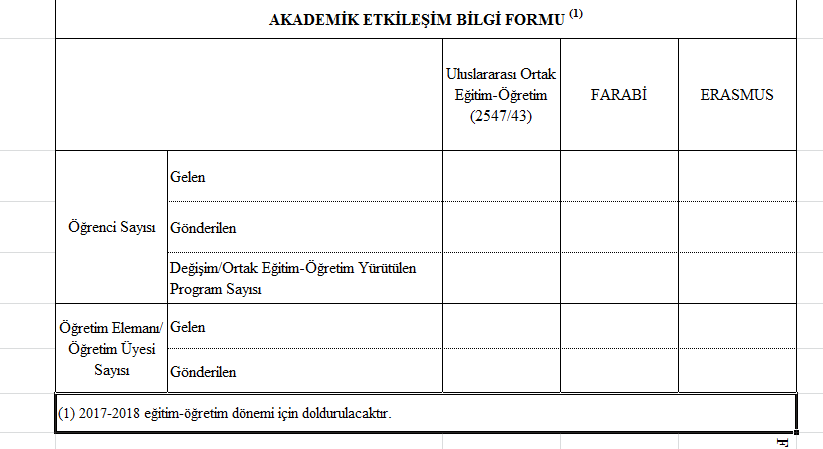 AKADEMİK ETKİLEŞİM BİLGİ FORMU (1)
Uluslararası Ortak
Eğitim-Öğretim
(2547/43)
FARABİ
ERASMUS
Öğrenci Sayısı
Gelen
Gönderilen
Değişim/Ortak Eğitim-Öğretim Yürütülen
Program Sayısı
Öğretim Elemanı/
Öğretim Üyesi
Sayısı
Gelen
Gönderilen
(1) 2017-2018 eğitim-öğretim dönemi için doldurulacaktır.
F